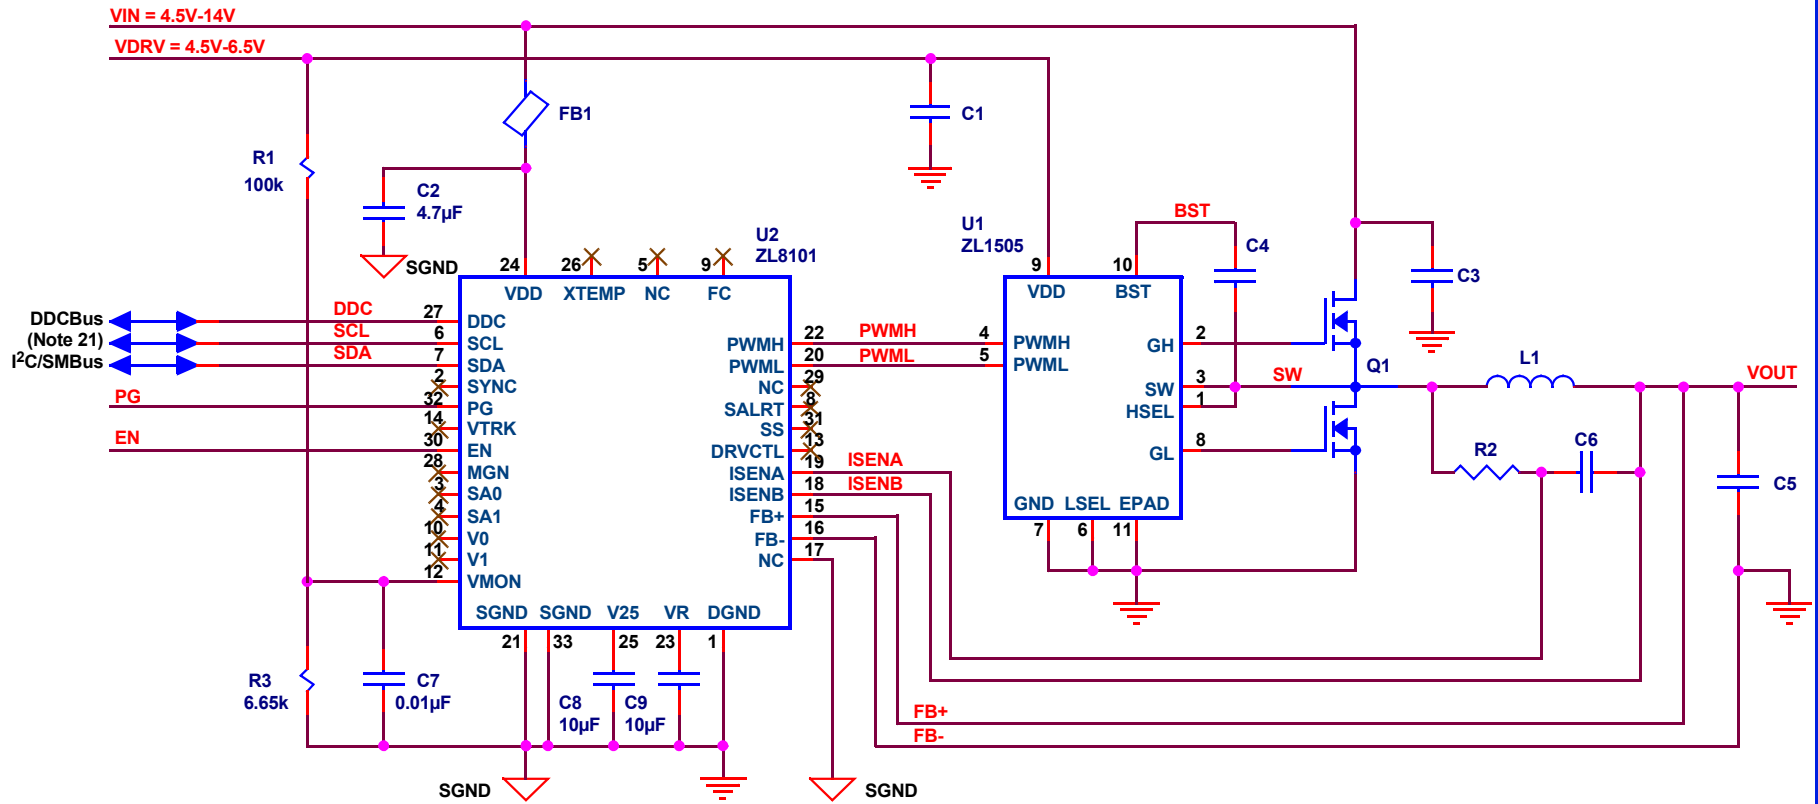 VIN = 4.5V-14V
VDRV = 4.5V-6.5V
FB1
C1
R1
100k
C2
4.7µF
SGND
U2
ZL8101
U1
ZL1505
BST
C4
C3
24
26
5
9
VDD
XTEMP
NC
FC
9
10
VDD
BST
DDCBus
(Note 21)
I²C/SMBus
DDC
SCL
SDA
PG
EN
27
6
7
2
32
14
30
28
3
4
10
11
12
DDC
SCL
SDA
SYNC
PG
VTRK
EN
MGN
SA0
SA1
V0
V1
VMON
PWMH
PWML
NC
SALRT
SS
DRVCTL
ISENA
ISENB
FB+
FB-
NC
22
20
29
8
31
13
19
18
15
16
17
PWMH
PWML
ISENA
ISENB
4
5
PWMH
PWML
GH
SW
HSEL
GL
2
3
1
8
SW
Q1
L1
VOUT
R2
C6
C5
GND
LSEL
EPAD
7
6
11
SGND
SGND
V25
VR
DGND
21
33
25
23
1
R3
6.65k
C7
0.01µF
C8
10µF
C9
10µF
FB+
FB-
SGND
SGND